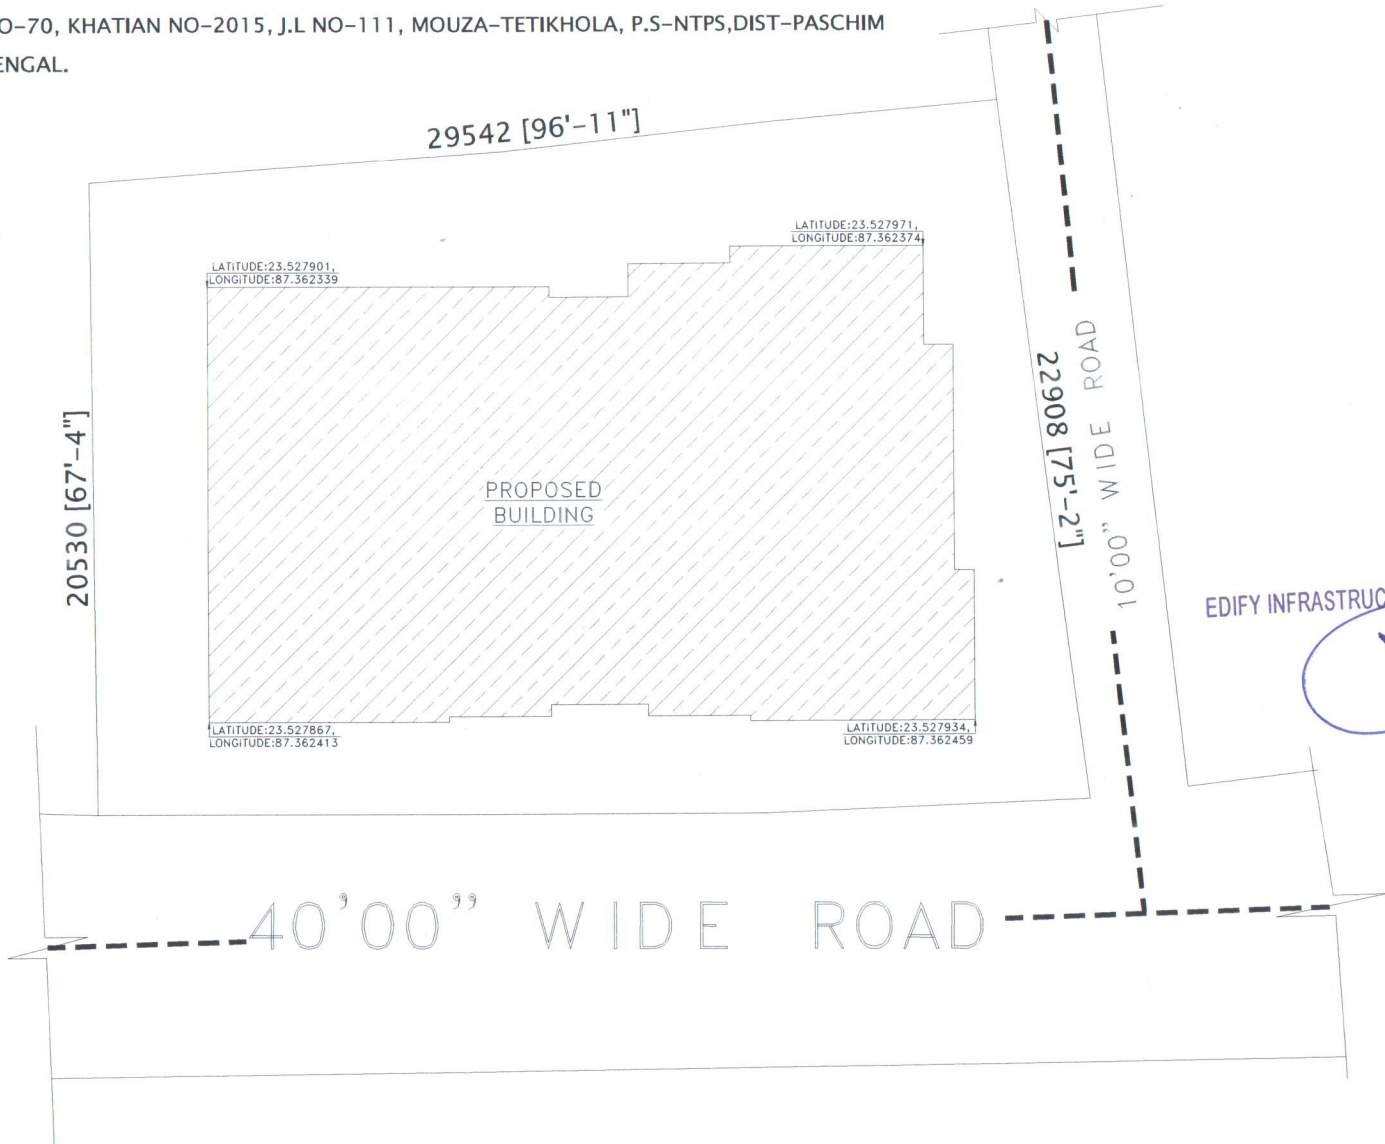 O-70, KHATIAN NO-2015, J.L NO-111, MOUZA-TETIKHOLA, P.S-NTPS,DIST-PASCHIM
ENGAL.
29542 [96'-11"]
LATITUDE:23.527971,
LONGITUDE:87.362374,
LATITUDE:23.527901,
LONGITUDE:87.362339
20530 [67'-4"]
22908 [75'-2"]
10'00" WIDE ROAD
PROPOSED
BUILDING
EDIFY INFRASTRUC
LATITUDE:23.527867,
LONGITUDE:87.362413
LATITUDE:23.527934,
LONGITUDE:87.362459
40'00" WIDE ROAD